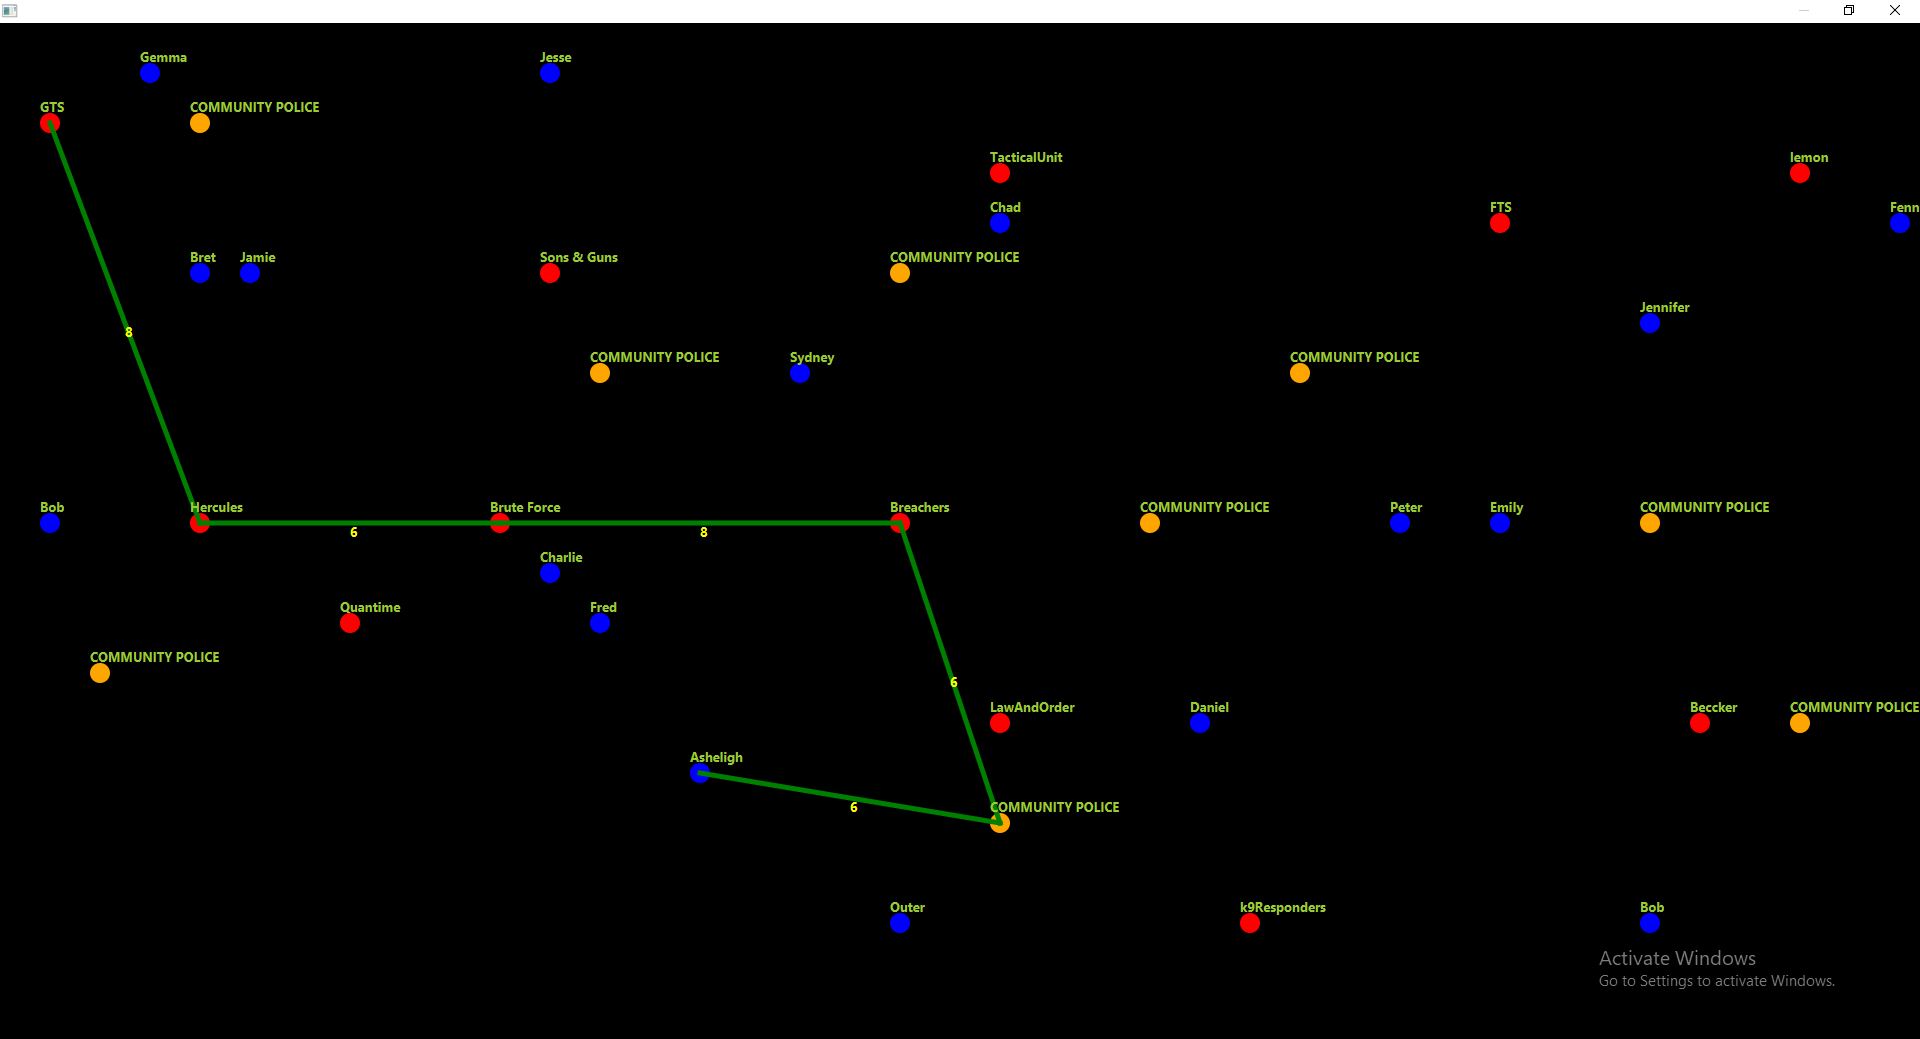 Gemma
Jesse
GTS
COMMUNITY POLICE
TacticalUnit
lemon
Chad
FTS
Fenn
Bret
Jamie
Sons & Guns
COMMUNITY POLICE
Jennifer
8
COMMUNITY POLICE
Sydney
COMMUNITY POLICE
Bob
Hercules
Brute Force
Breachers
COMMUNITY POLICE
Peter
Emily
COMMUNITY POLICE
6
8
Charlie
Quantime
Fred
COMMUNITY POLICE
6
LawAndOrder
Daniel
Beccker
COMMUNITY POLICE
Asheligh
6
COMMUNITY POLICE
Outer
k9Responders
Bob
Activate Windows
Go to Settings to activate Windows.